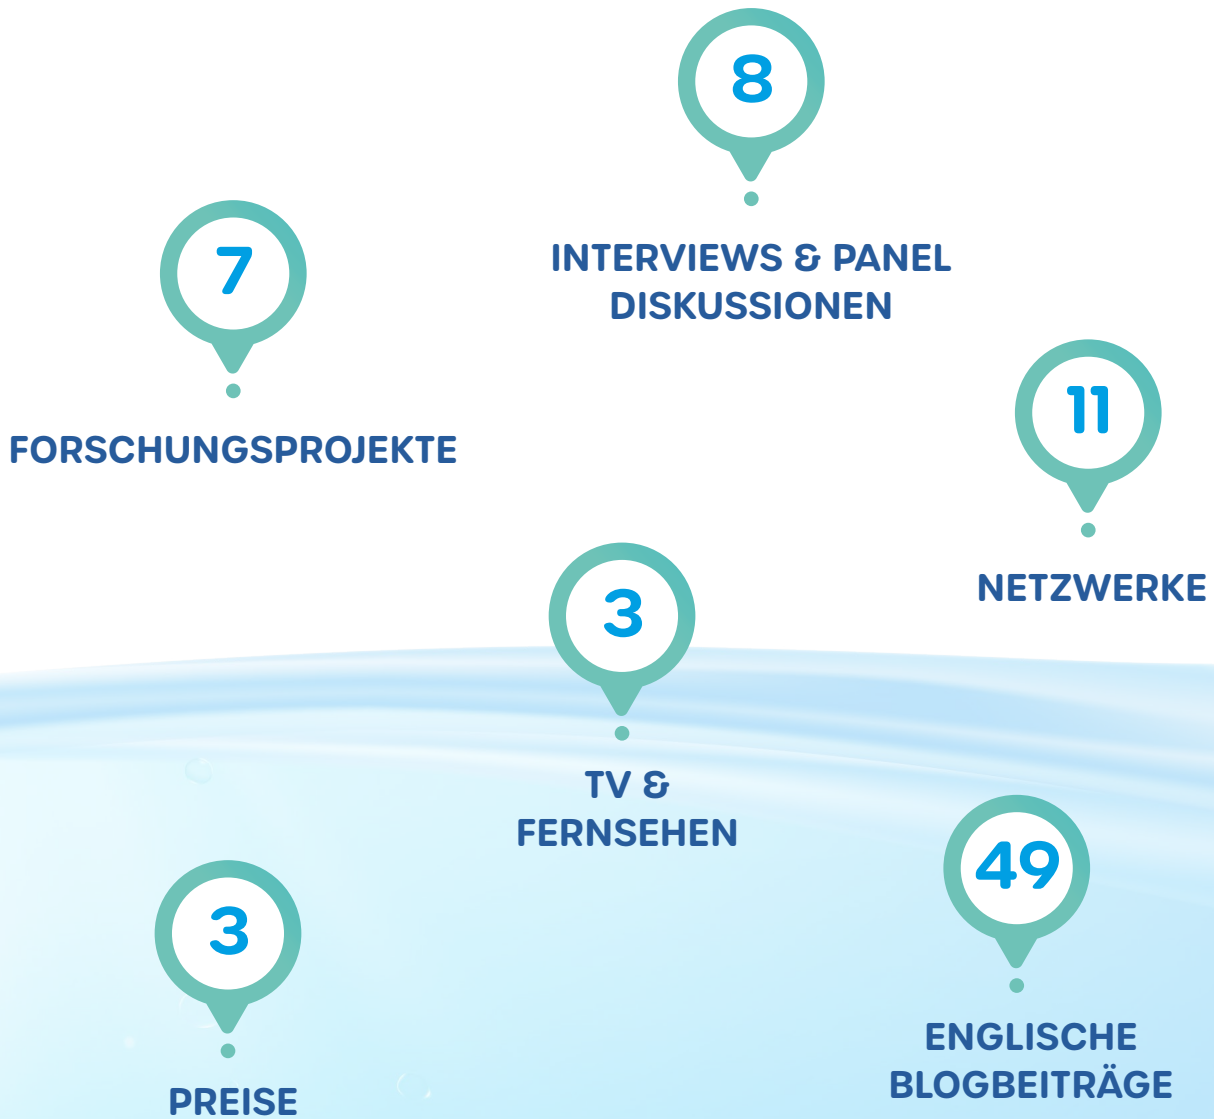 8
INTERVIEWS & PANEL
DISKUSSIONEN
7
FORSCHUNGSPROJEKTE
11
NETZWERKE
3
TV &
FERNSEHEN
49
ENGLISCHE
BLOGBEITRÄGE
3
PREISE